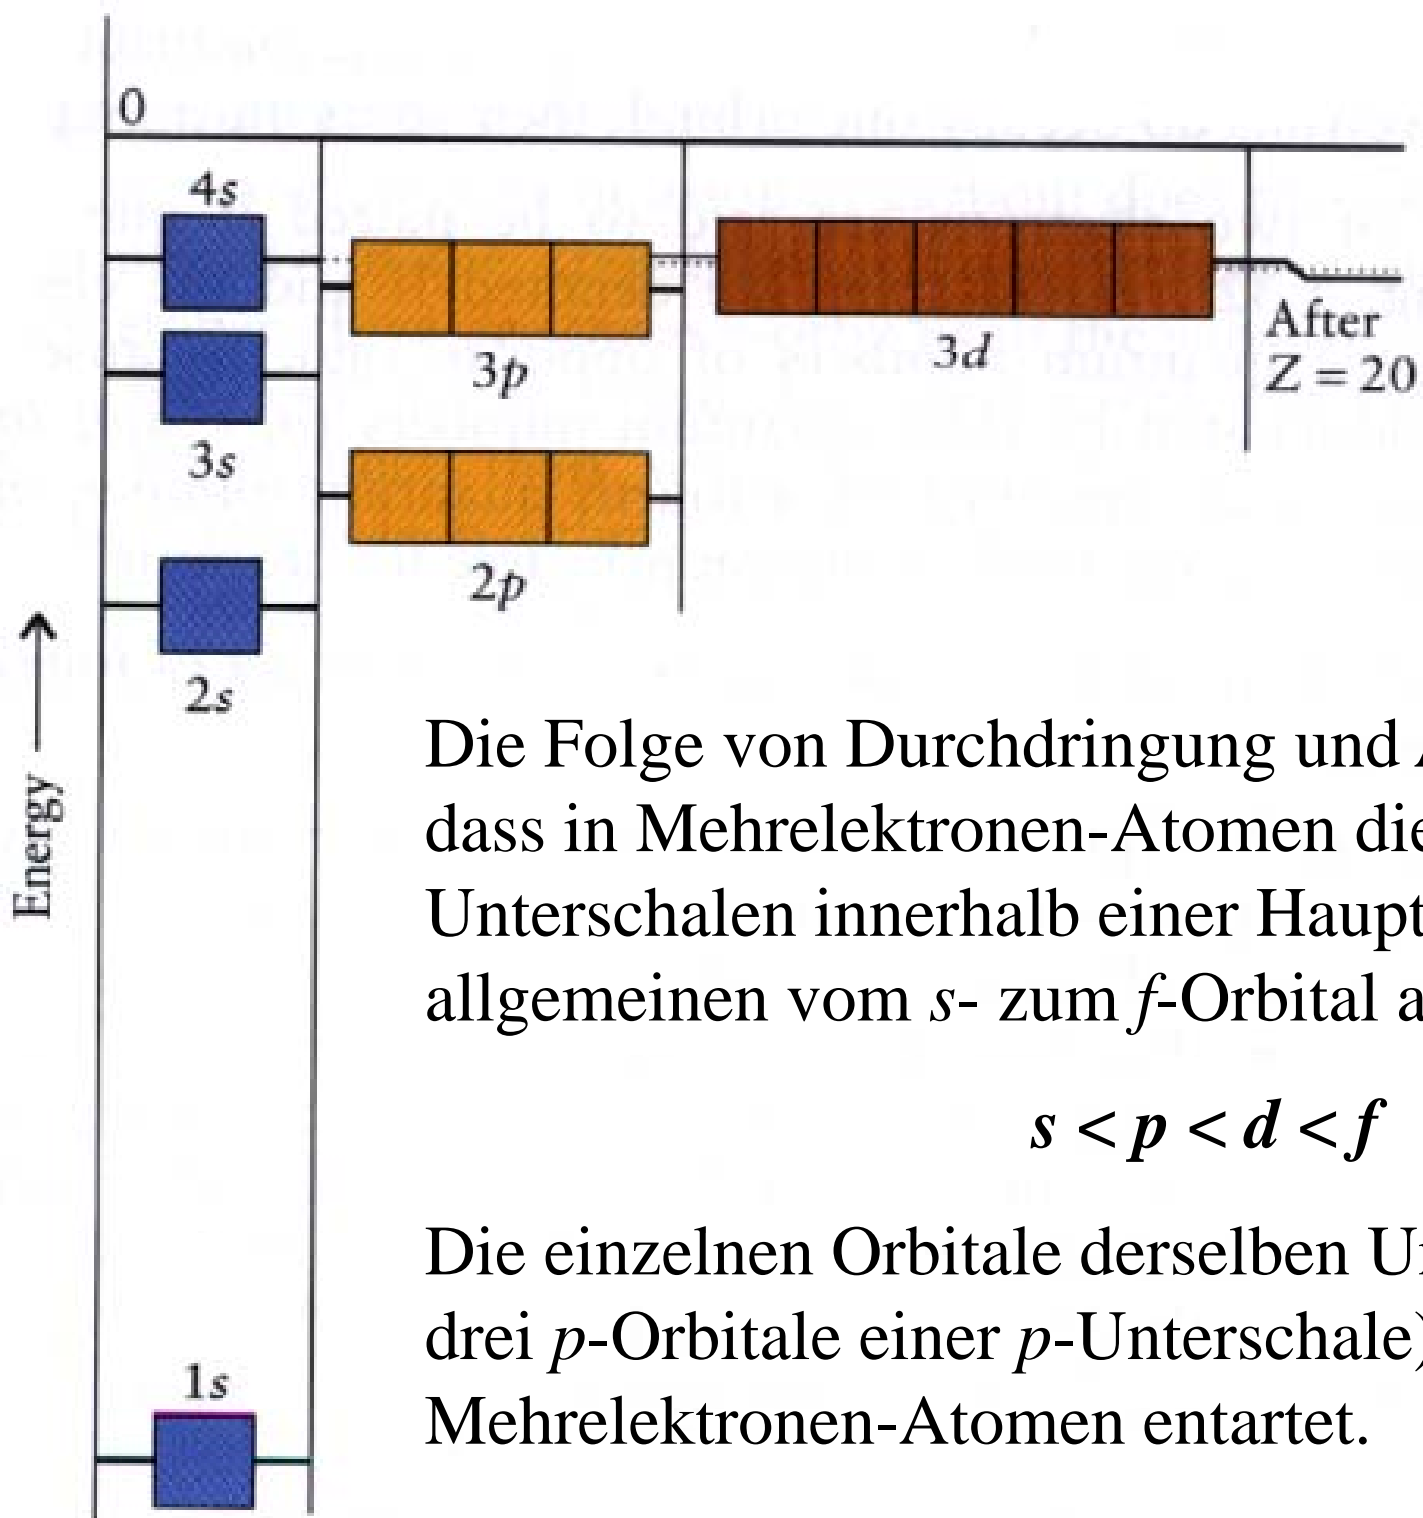 0
4s
3p
3d
After
Z = 20
3s
2p
2s
Energy
Die Folge von Durchdringung und
dass in Mehrelektronen-Atomen die
Unterschalen innerhalb einer Haupt
allgemeinen vom s- zum f-Orbital a
s < p < d < f
Die einzelnen Orbitale derselben
drei p-Orbitale einer p-Unterschale)
Mehrelektronen-Atomen entartet.
1s